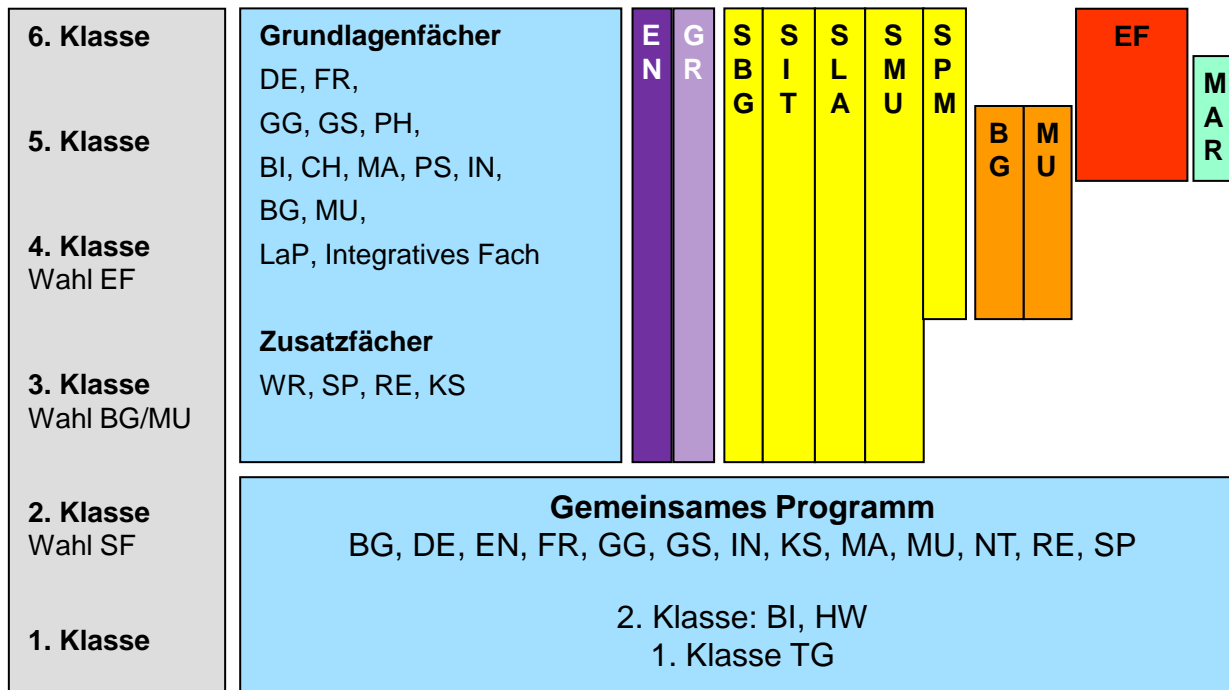 6. Klasse
5. Klasse
4. Klasse
Wahl EF
3. Klasse
Wahl BG/MU
2. Klasse
Wahl SF
1. Klasse
Grundlagenfächer
DE, FR,
GG, GS, PH,
BI, CH, MA, PS, IN,
BG, MU,
LaP, Integratives Fach
Zusatzfächer
WR, SP, RE, KS
EN
GR
SBG
SIT
SLA
SMU
SPM
BG
MU
EF
MAR
Gemeinsames Programm
BG, DE, EN, FR, GG, GS, IN, KS, MA, MU, NT, RE, SP
2. Klasse: BI, HW
1. Klasse TG